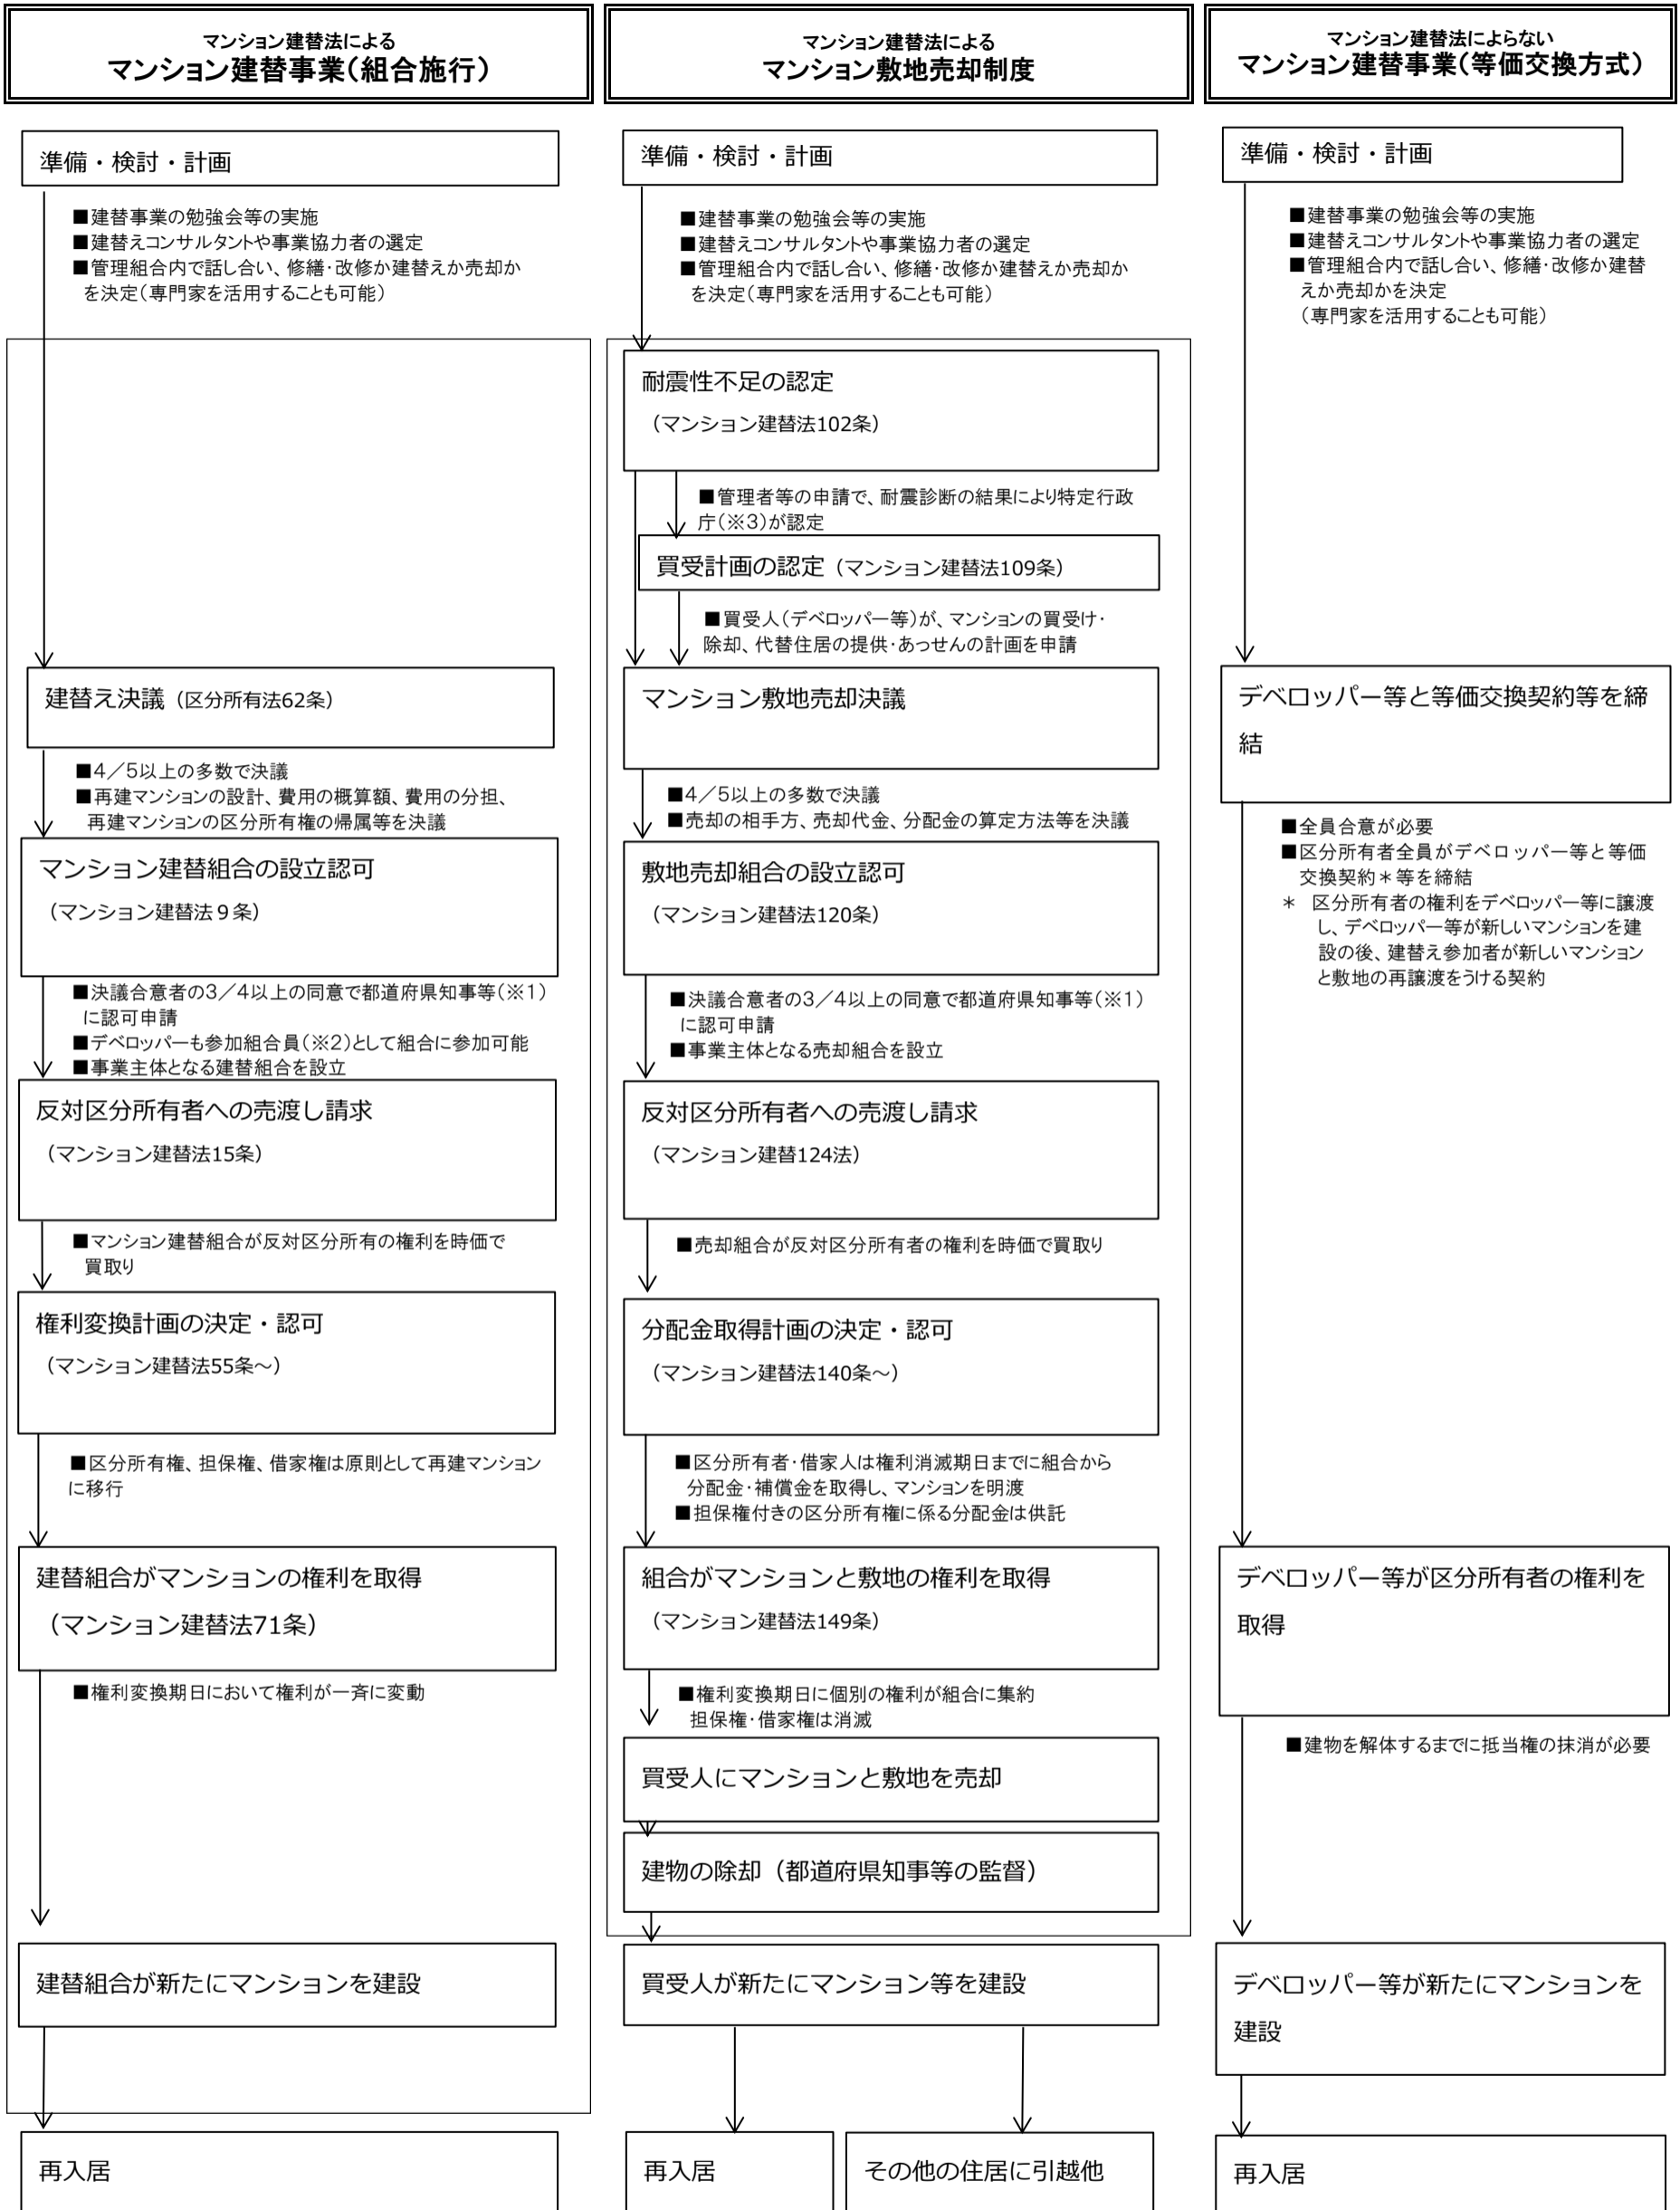 マンション建替法による
マンション建替事業（組合施行）
準備・検討・計画
■建替事業の勉強会等の実施
■建替えコンサルタントや事業協力者の選定
■管理組合内で話し合い、修繕・改修か建替えか売却か
を決定（専門家を活用することも可能）
建替え決議（区分所有法62条）
■4／5以上の多数で決議
■再建マンションの設計、費用の概算額、費用の分担、
再建マンションの区分所有権の帰属等を決議
マンション建替組合の設立認可
（マンション建替法９条）
■決議合意者の3／4以上の同意で都道府県知事等（※1）
に認可申請
■デベロッパーも参加組合員（※2）として組合に参加可能
■事業主体となる建替組合を設立
反対区分所有者への売渡し請求
（マンション建替法15条）
■マンション建替組合が反対区分所有の権利を時価で
買取り
権利変換計画の決定・認可
（マンション建替法55条～）
■区分所有権、担保権、借家権は原則として再建マンション
に移行
建替組合がマンションの権利を取得
（マンション建替法71条）
■権利変換期日において権利が一斉に変動
建替組合が新たにマンションを建設
再入居
マンション建替法による
マンション敷地売却制度
準備・検討・計画
■建替事業の勉強会等の実施
■建替えコンサルタントや事業協力者の選定
■管理組合内で話し合い、修繕・改修か建替えか売却か
を決定（専門家を活用することも可能）
耐震性不足の認定
（マンション建替法102条）
■管理者等の申請で、耐震診断の結果により特定行政
庁（※3）が認定
買受計画の認定（マンション建替法109条）
■買受人（デベロッパー等）が、マンションの買受け・
除却、代替住居の提供・あっせんの計画を申請
マンション敷地売却決議
■4／5以上の多数で決議
■売却の相手方、売却代金、分配金の算定方法等を決議
敷地売却組合の設立認可
（マンション建替法120条）
■決議合意者の3／4以上の同意で都道府県知事等（※1）
に認可申請
■事業主体となる売却組合を設立
反対区分所有者への売渡し請求
（マンション建替124法）
■売却組合が反対区分所有者の権利を時価で買取り
分配金取得計画の決定・認可
（マンション建替法140条～）
■区分所有者・借家人は権利消滅期日までに組合から
分配金・補償金を取得し、マンションを明渡
■担保権付きの区分所有権に係る分配金は供託
組合がマンションと敷地の権利を取得
（マンション建替法149条）
■権利変換期日に個別の権利が組合に集約
担保権・借家権は消滅
買受人にマンションと敷地を売却
建物の除却（都道府県知事等の監督）
買受人が新たにマンション等を建設
再入居
その他の住居に引越他
マンション建替法によらない
マンション建替事業（等価交換方式）
準備・検討・計画
■建替事業の勉強会等の実施
■建替えコンサルタントや事業協力者の選定
■管理組合内で話し合い、修繕・改修か建替
えか売却かを決定
（専門家を活用することも可能）
デベロッパー等と等価交換契約等を締
結
■全員合意が必要
■区分所有者全員がデベロッパー等と等価
交換契約＊等を締結
＊ 区分所有者の権利をデベロッパー等に譲渡
し、デベロッパー等が新しいマンションを建
設の後、建替え参加者が新しいマンション
と敷地の再譲渡をうける契約
デベロッパー等が区分所有者の権利を
取得
■建物を解体するまでに抵当権の抹消が必要
デベロッパー等が新たにマンションを
建設
再入居